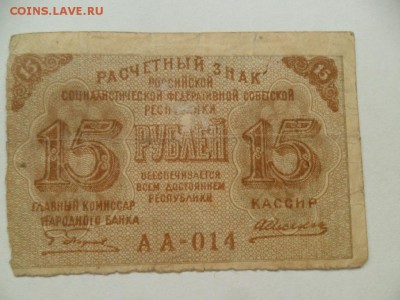 COINS.LAVE.RU
15 РАСЧЕТНЫЙ ЗНАК 15
РОССИЙСКОЙ
СОЦИАЛИСТИЧЕСКОЙ ФЕДЕРАТИВНОЙ СОВЕТСКОЙ
РЕСПУБЛИКИ
15 РУБЛЕЙ 15
ОБЕСПЕЧИВАЕТСЯ
ВСЕМ ДОСТОЯНИЕМ
РЕСПУБЛИКИ
ГЛАВНЫЙ КОМИССАР
НАРОДНОГО БАНКА
КАССИР
АА-014